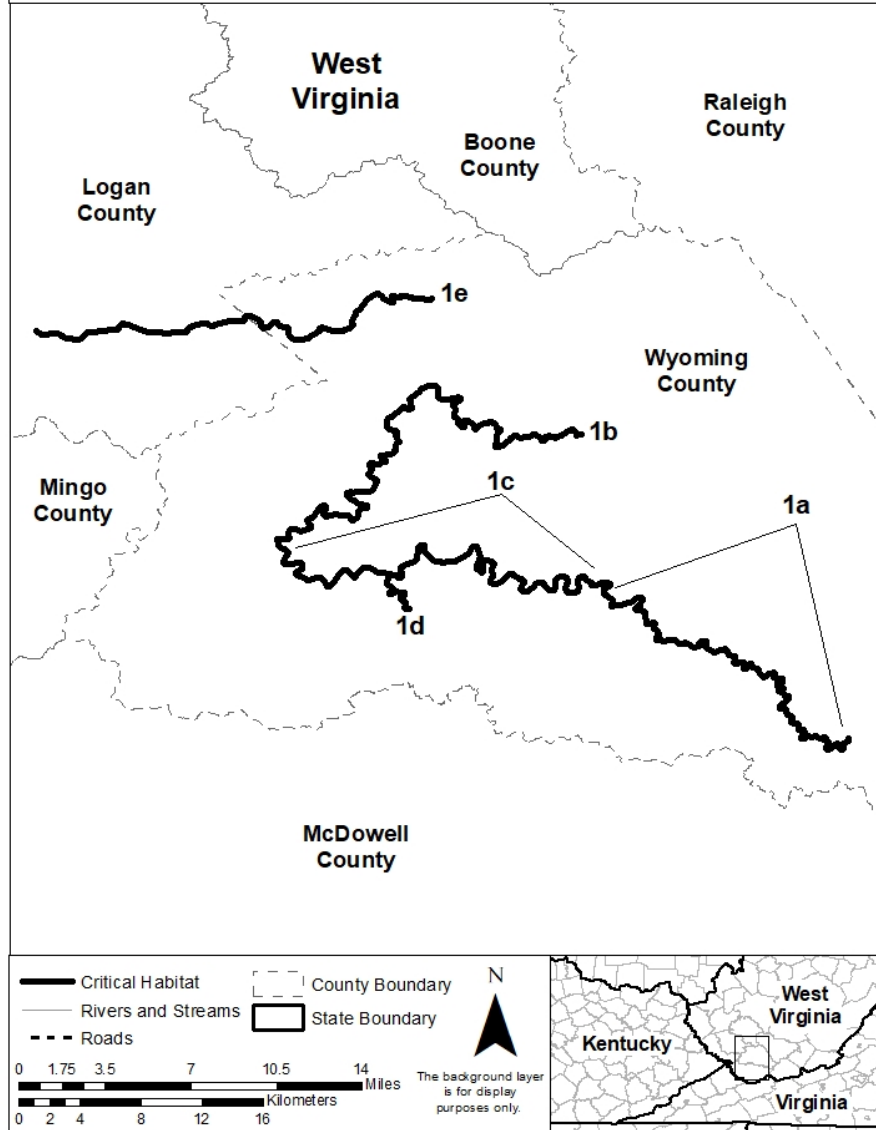 West
Virginia
Raleigh
County
Boone
County
Logan
County
1e
Wyoming
County
1b
Mingo
County
1c
1a
1d
McDowell
County
Critical Habitat
Rivers and Streams
Roads
County Boundary
State Boundary
0 1.75 3.5 7 10.5 14
Miles
Kilometers
0 2 4 8 12 16
N
The background layer
is for display
purposes only.
West
Virginia
Kentucky
Virginia